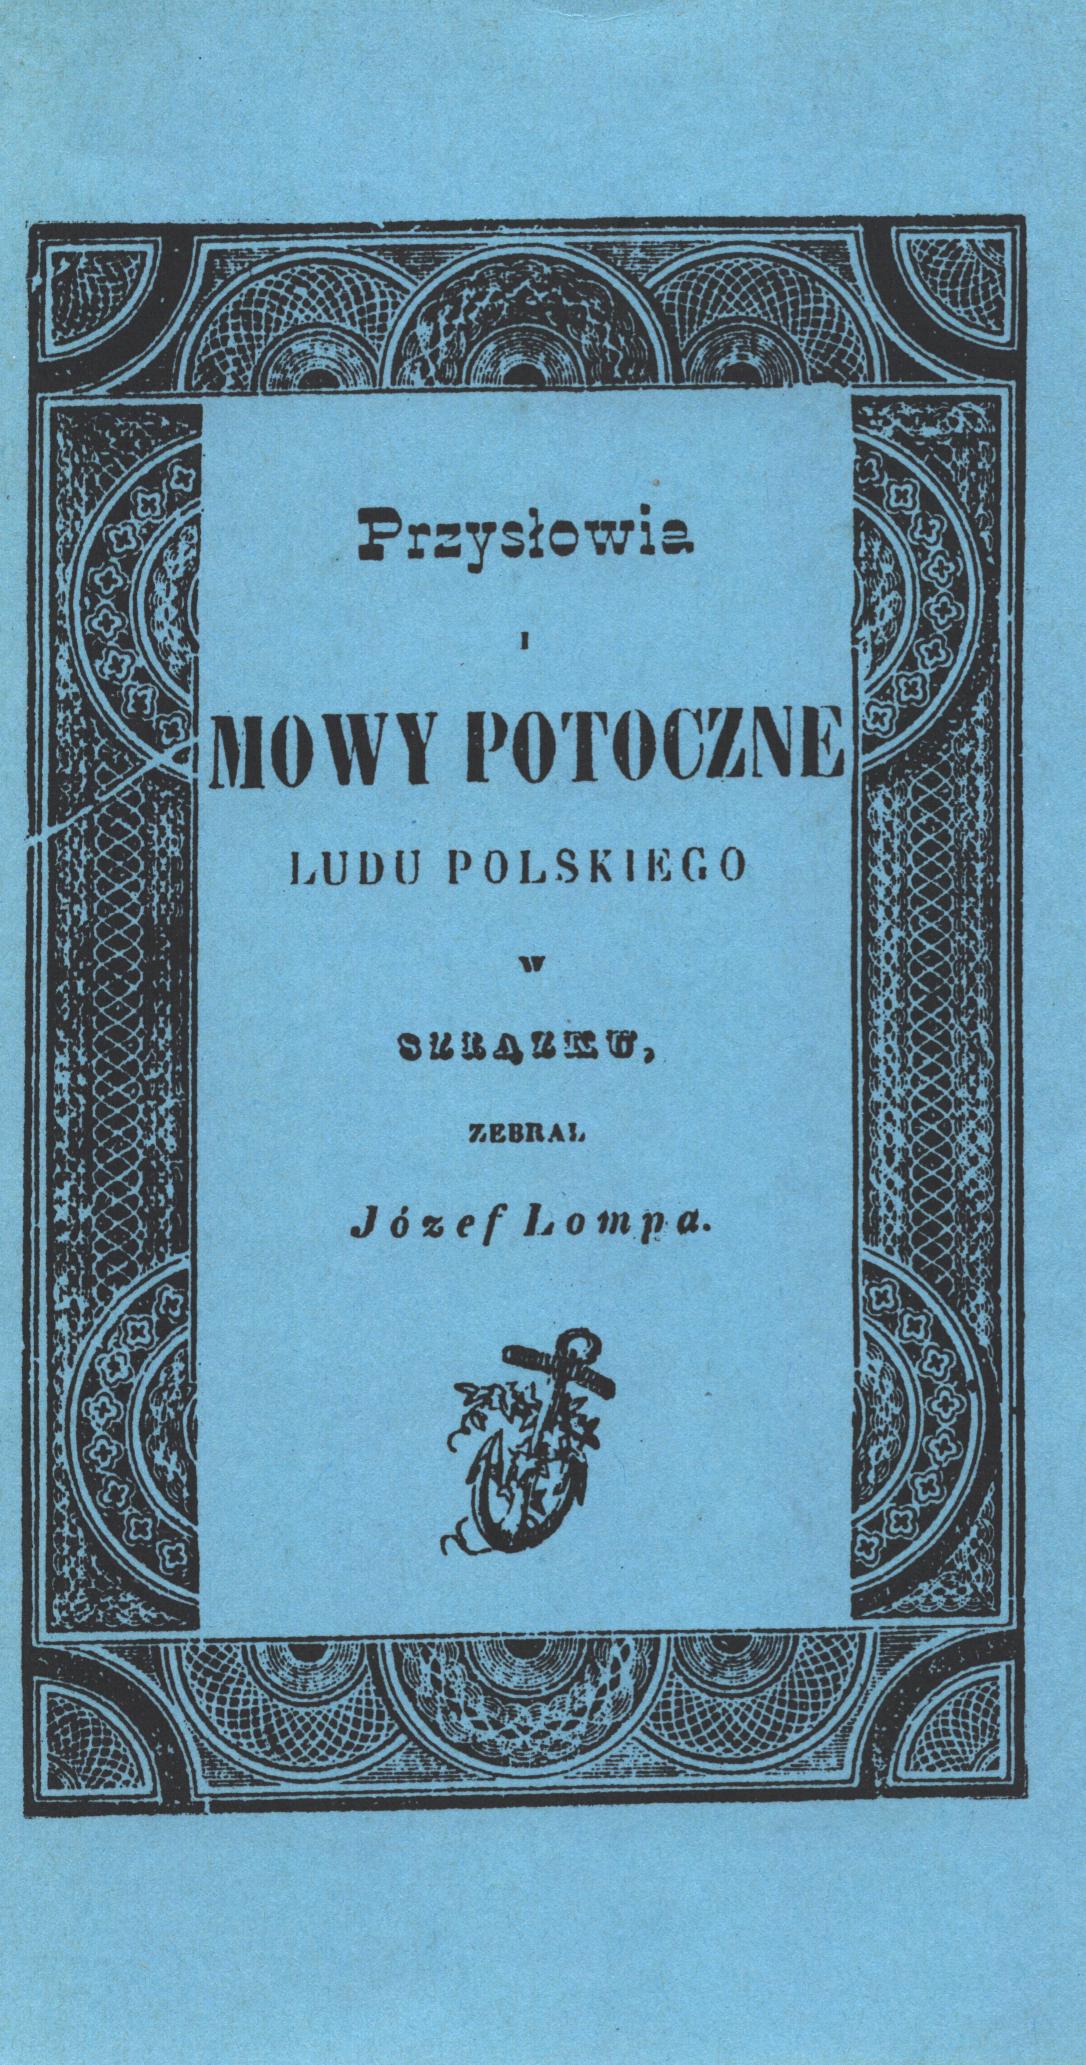 Przysłowia
I
MOWY POTOCZNE
LUDU POLSKIEGO
W
SZLĄZKU,
ZEBRAŁ
Józef Lompa.